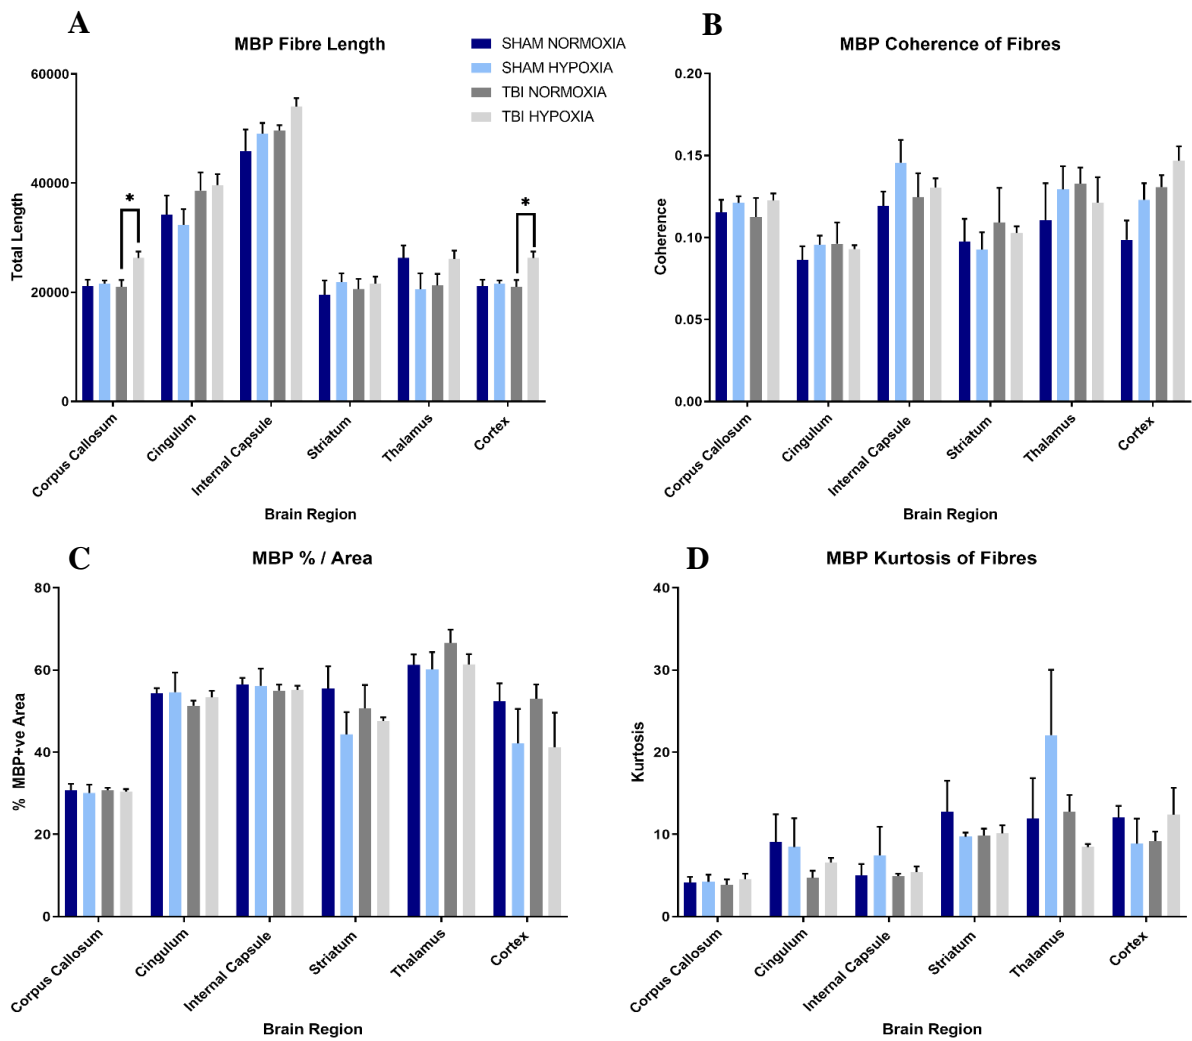 A
MBP Fibre Length
SHAM NORMOXIA
SHAM HYPOXIA
TBI NORMOXIA
TBI HYPOXIA
60000
40000
20000
0
Total Length
*
*
Corpus Callosum
Cingulum
Internal Capsule
Striatum
Thalamus
Cortex
Brain Region
B
MBP Coherence of Fibres
0.20
0.15
0.10
0.05
0.00
Coherence
Corpus Callosum
Cingulum
Internal Capsule
Striatum
Thalamus
Cortex
Brain Region
C
MBP % / Area
80
60
40
20
0
% MBP+ve Area
Corpus Callosum
Cingulum
Internal Capsule
Striatum
Thalamus
Cortex
Brain Region
D
MBP Kurtosis of Fibres
40
30
20
10
0
Kurtosis
Corpus Callosum
Cingulum
Internal Capsule
Striatum
Thalamus
Cortex
Brain Region